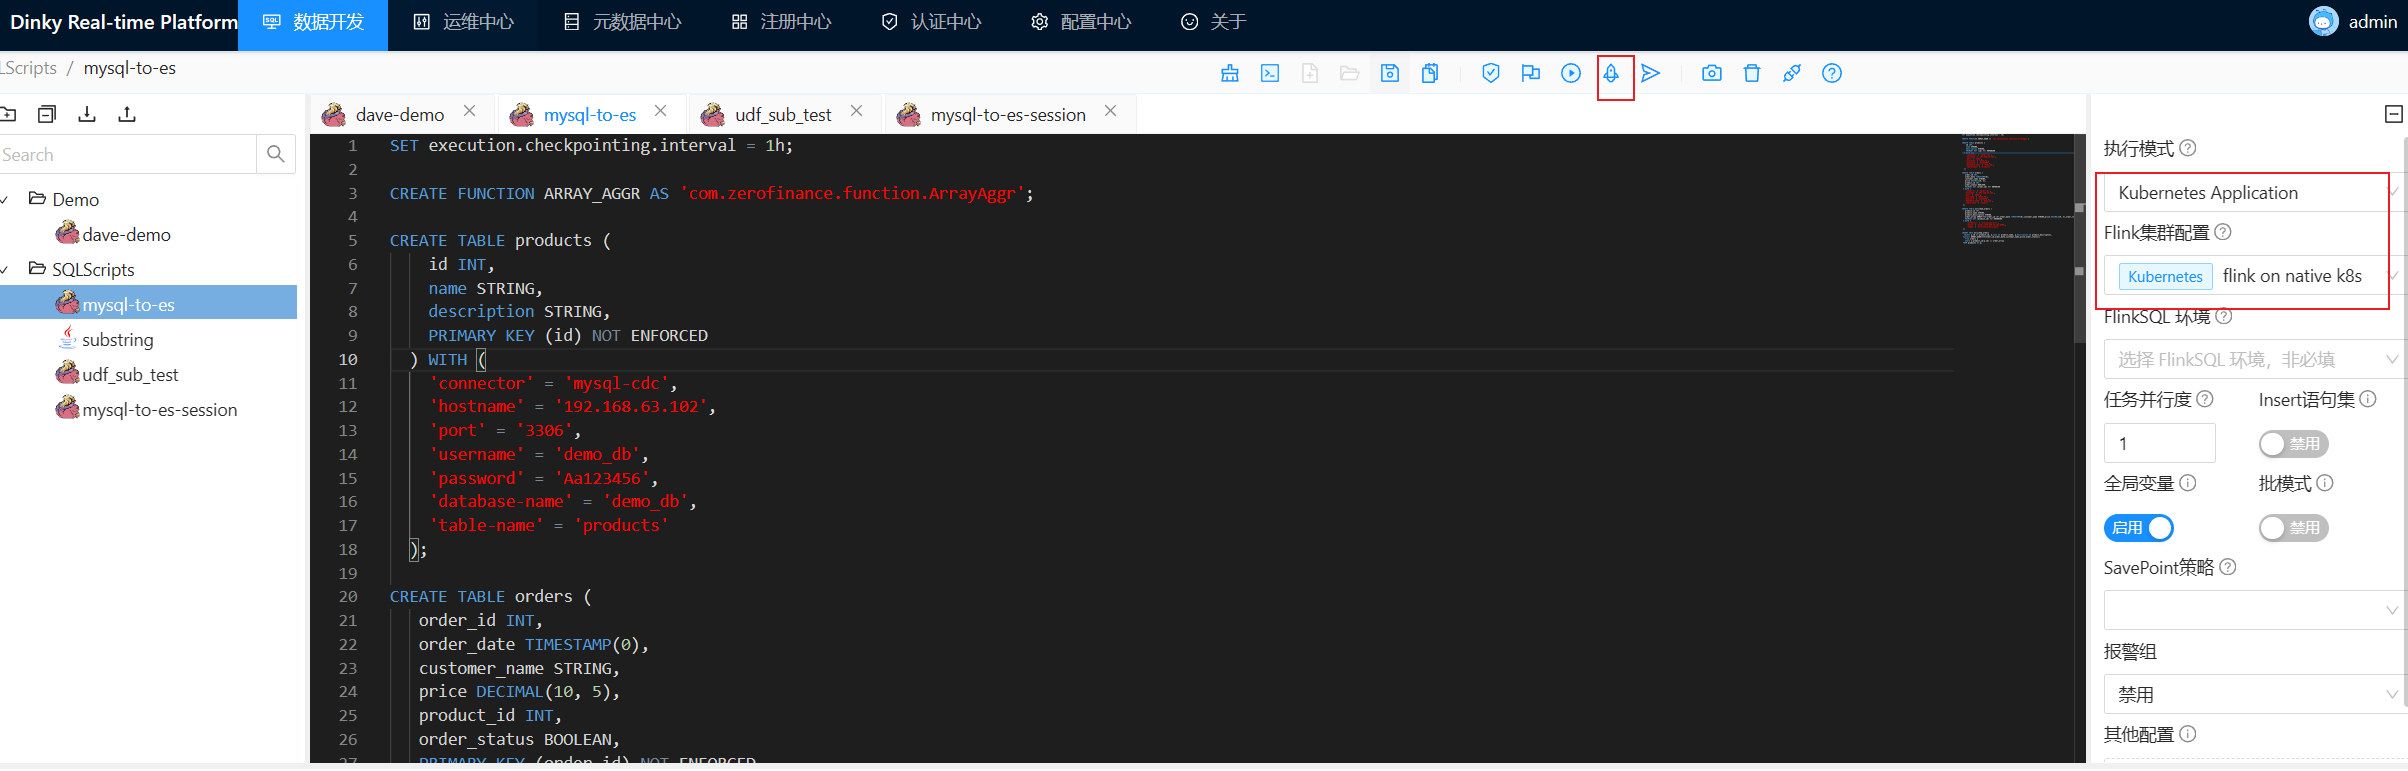 Dinky Real-time Platform
数据开发
运维中心
元数据中心
注册中心
认证中心
配置中心
关于
admin
LScripts / mysql-to-es
Search
Demo
dave-demo
SQLScripts
mysql-to-es
substring
udf_sub_test
mysql-to-es-session
dave-demo
mysql-to-es
udf_sub_test
mysql-to-es-session
1 SET execution.checkpointing.interval = 1h;
2
3 CREATE FUNCTION ARRAY_AGGR AS 'com.zerofinance.function.ArrayAggr';
4
5 CREATE TABLE products (
6 id INT,
7 name STRING,
8 description STRING,
9 PRIMARY KEY (id) NOT ENFORCED
10 ) WITH (
11 'connector' = 'mysql-cdc',
12 'hostname' = '192.168.63.102',
13 'port' = '3306',
14 'username' = 'demo_db',
15 'password' = 'Aa123456',
16 'database-name' = 'demo_db',
17 'table-name' = 'products'
18 );
19
20 CREATE TABLE orders (
21 order_id INT,
22 order_date TIMESTAMP(0),
23 customer_name STRING,
24 price DECIMAL(10, 5),
25 product_id INT,
26 order_status BOOLEAN,
27 PRIMARY KEY (order_id) NOT ENFORCED
执行模式
Kubernetes Application
Flink集群配置
Kubernetes flink on native k8s
FlinkSQL 环境
选择 FlinkSQL 环境，非必填
任务并行度 Insert语句集
1 禁用
全局变量 批模式
启用 禁用
SavePoint策略
报警组
禁用
其他配置